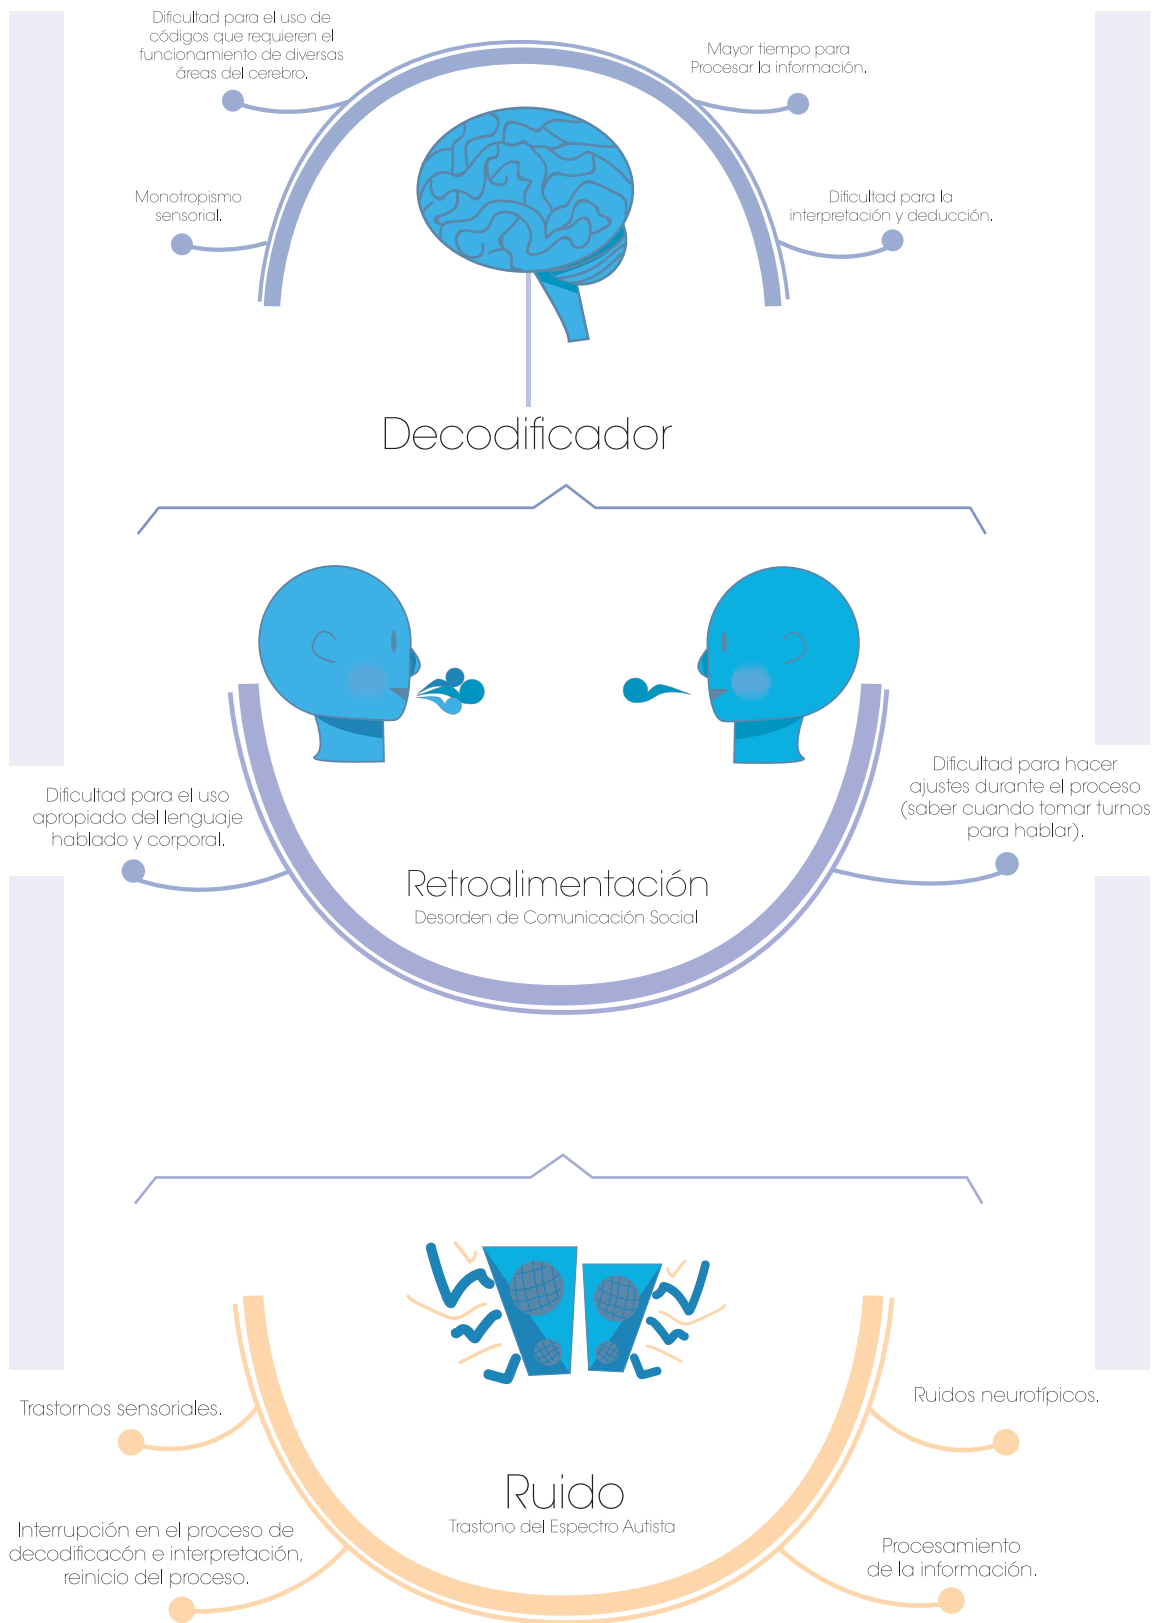 Dificultad para el uso de
códigos que requieren el
funcionamiento de diversas
áreas del cerebro.
Mayor tiempo para
Procesar la información.
Monotropismo
sensorial.
Dificultad para la
interpretación y deducción.
Decodificador
Dificultad para el uso
apropiado del lenguaje
hablado y corporal.
Dificultad para hacer
ajustes durante el proceso
(saber cuando tomar turnos
para hablar).
Retroalimentación
Desorden de Comunicación Social
Trastornos sensoriales.
Ruidos neurotípicos.
Ruido
Trastono del Espectro Autista
Interrupción en el proceso de
decodificacón e interpretación,
reinicio del proceso.
Procesamiento
de la información.